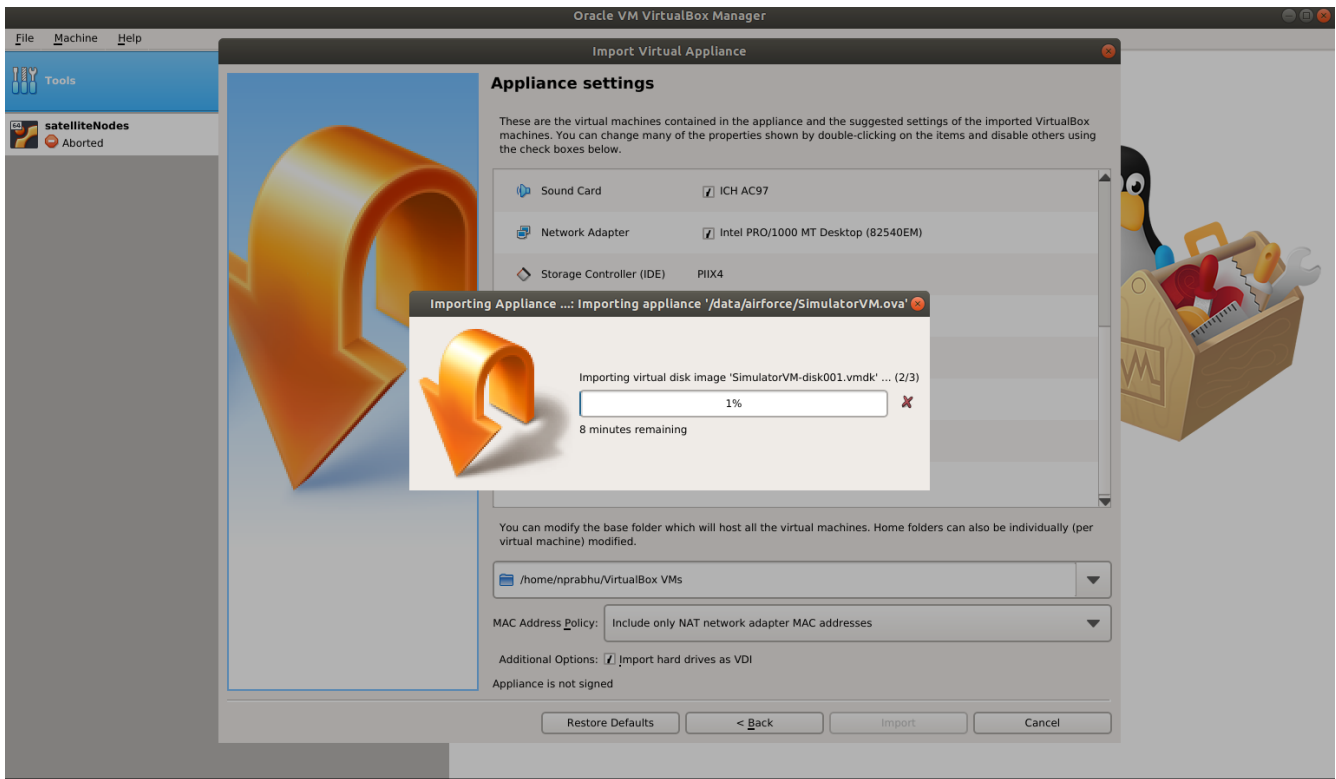 Oracle VM VirtualBox Manager
File Machine Help
Import Virtual Appliance
Tools
satelliteNodes
Aborted
Appliance settings
These are the virtual machines contained in the appliance and the suggested settings of the imported VirtualBox
machines. You can change many of the properties shown by double-clicking on the items and disable others using
the check boxes below.
Sound Card ICH AC97
Network Adapter Intel PRO/1000 MT Desktop (82540EM)
Storage Controller (IDE) PIIX4
Importing Appliance ...: Importing appliance '/data/airforce/SimulatorVM.ova'
Importing virtual disk image 'SimulatorVM-disk001.vmdk' ... (2/3)
1%
8 minutes remaining
You can modify the base folder which will host all the virtual machines. Home folders can also be individually (per
virtual machine) modified.
/home/nprabhu/VirtualBox VMs
MAC Address Policy: Include only NAT network adapter MAC addresses
Additional Options: Import hard drives as VDI
Appliance is not signed
Restore Defaults < Back Import Cancel